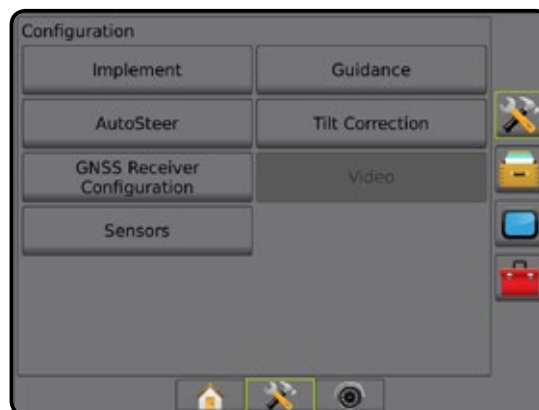 Configuration
Implement
Guidance
AutoSteer
Tilt Correction
GNSS Receiver
Configuration
Video
Sensors